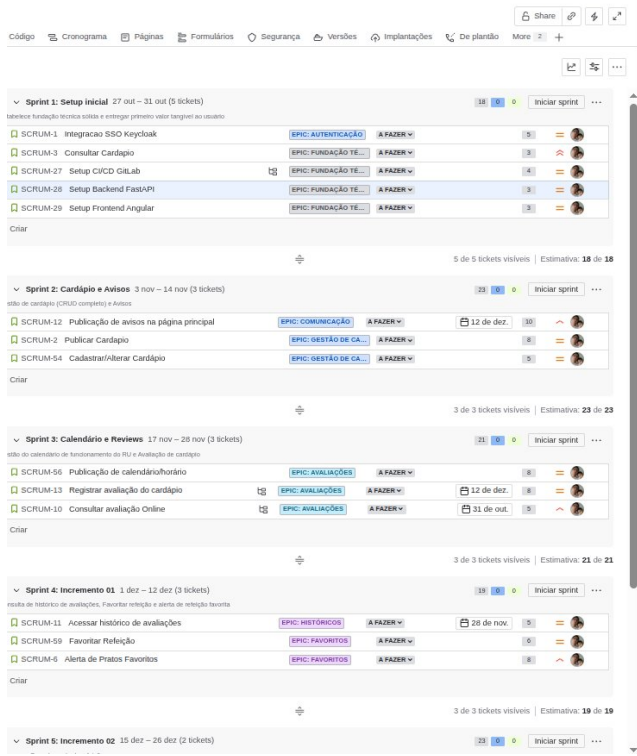 Share
Código Cronograma Páginas Formulários Segurança Versões Implantações De plantão More 2
Sprint 1: Setup inicial 27 out – 31 out (5 tickets) 18 0 0 Iniciar sprint
tabelece fundação técnica sólida e entregar primeiro valor tangível ao usuário
SCRUM-1 Integracao SSO Keycloak EPIC: AUTENTICAÇÃO A FAZER 5
SCRUM-3 Consultar Cardapio EPIC: FUNDAÇÃO TÉ... A FAZER 3
SCRUM-27 Setup CI/CD GitLab EPIC: FUNDAÇÃO TÉ... A FAZER 4
SCRUM-28 Setup Backend FastAPI EPIC: FUNDAÇÃO TÉ... A FAZER 3
SCRUM-29 Setup Frontend Angular EPIC: FUNDAÇÃO TÉ... A FAZER 3
Criar
5 de 5 tickets visíveis | Estimativa: 18 de 18
Sprint 2: Cardápio e Avisos 3 nov – 14 nov (3 tickets) 23 0 0 Iniciar sprint
stão de cardápio (CRUD completo) e Avisos
SCRUM-12 Publicação de avisos na página principal EPIC: COMUNICAÇÃO A FAZER 12 de dez. 10
SCRUM-2 Publicar Cardapio EPIC: GESTÃO DE CA... A FAZER 8
SCRUM-54 Cadastrar/Alterar Cardápio EPIC: GESTÃO DE CA... A FAZER 5
Criar
3 de 3 tickets visíveis | Estimativa: 23 de 23
Sprint 3: Calendário e Reviews 17 nov – 28 nov (3 tickets) 21 0 0 Iniciar sprint
stão do calendário de funcionamento do RU e Avaliação de cardápio
SCRUM-56 Publicação de calendário/horário EPIC: AVALIAÇÕES A FAZER 8
SCRUM-13 Registrar avaliação do cardápio EPIC: AVALIAÇÕES A FAZER 12 de dez. 8
SCRUM-10 Consultar avaliação Online EPIC: AVALIAÇÕES A FAZER 31 de out. 5
Criar
3 de 3 tickets visíveis | Estimativa: 21 de 21
Sprint 4: Incremento 01 1 dez – 12 dez (3 tickets) 19 0 0 Iniciar sprint
nsulta de histórico de avaliações, Favoritar refeição e alerta de refeição favorita
SCRUM-11 Acessar histórico de avaliações EPIC: HISTÓRICOS A FAZER 28 de nov. 5
SCRUM-59 Favoritar Refeição EPIC: FAVORITOS A FAZER 6
SCRUM-6 Alerta de Pratos Favoritos EPIC: FAVORITOS A FAZER 8
Criar
3 de 3 tickets visíveis | Estimativa: 19 de 19
Sprint 5: Incremento 02 15 dez – 26 dez (2 tickets) 23 0 0 Iniciar sprint